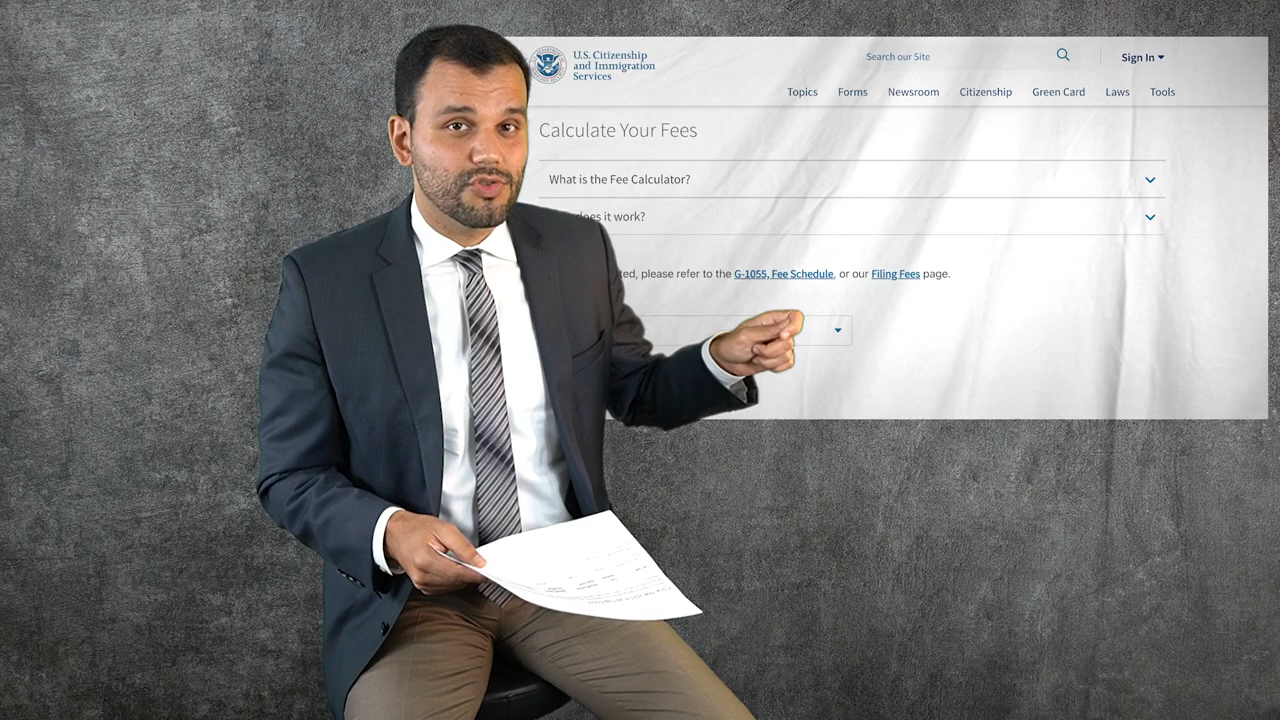 U.S. Citizenship
and Immigration
Services
Search our Site
Sign In
Topics Forms Newsroom Citizenship Green Card Laws Tools
Calculate Your Fees
What is the Fee Calculator?
does it work?
please refer to the G-1055, Fee Schedule, or our Filing Fees page.